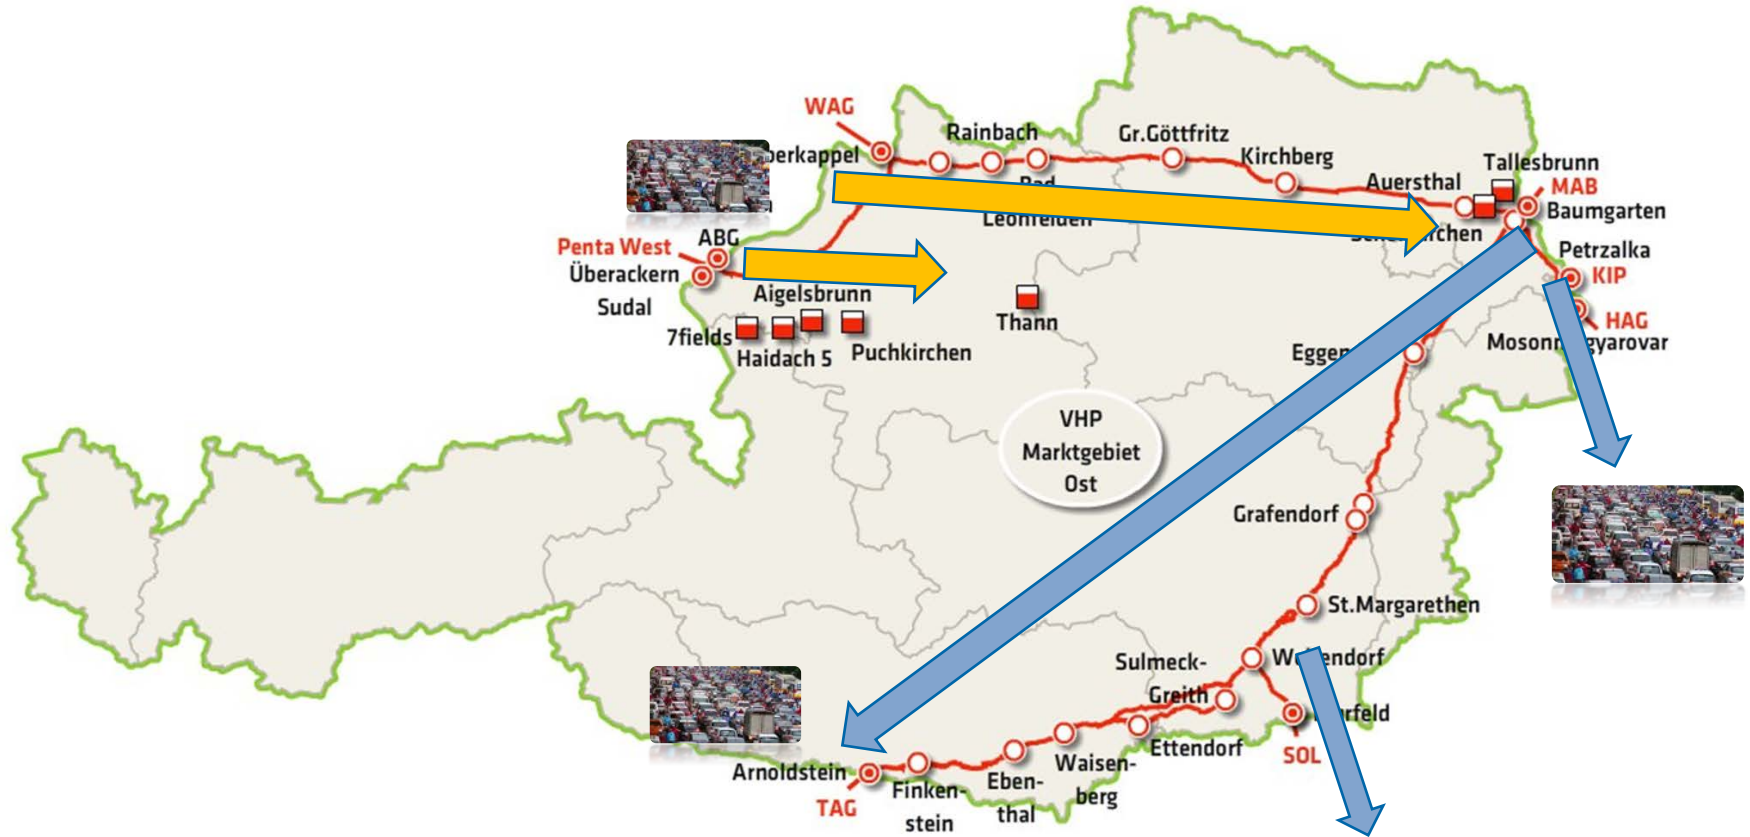 WAG
Rainbach
Gr.Göttfritz
berkappel
Kirchberg
Tallesbrunn
Auersthal
MAB
Bad
Leonfelden
Baumgarten
Penta West
ABG
Petrzalka
Überackern
KIP
Sudal
Aigelsbrunn
HAG
7fields
Thann
Haidach 5
Puchkirchen
VHP
Marktgebiet
Ost
Grafendorf
St.Margarethen
Sulmeck-
Greith
Ettendorf
SOL
Arnoldstein
TAG
Finken-
stein
Eben-
thal
Waisen-
berg